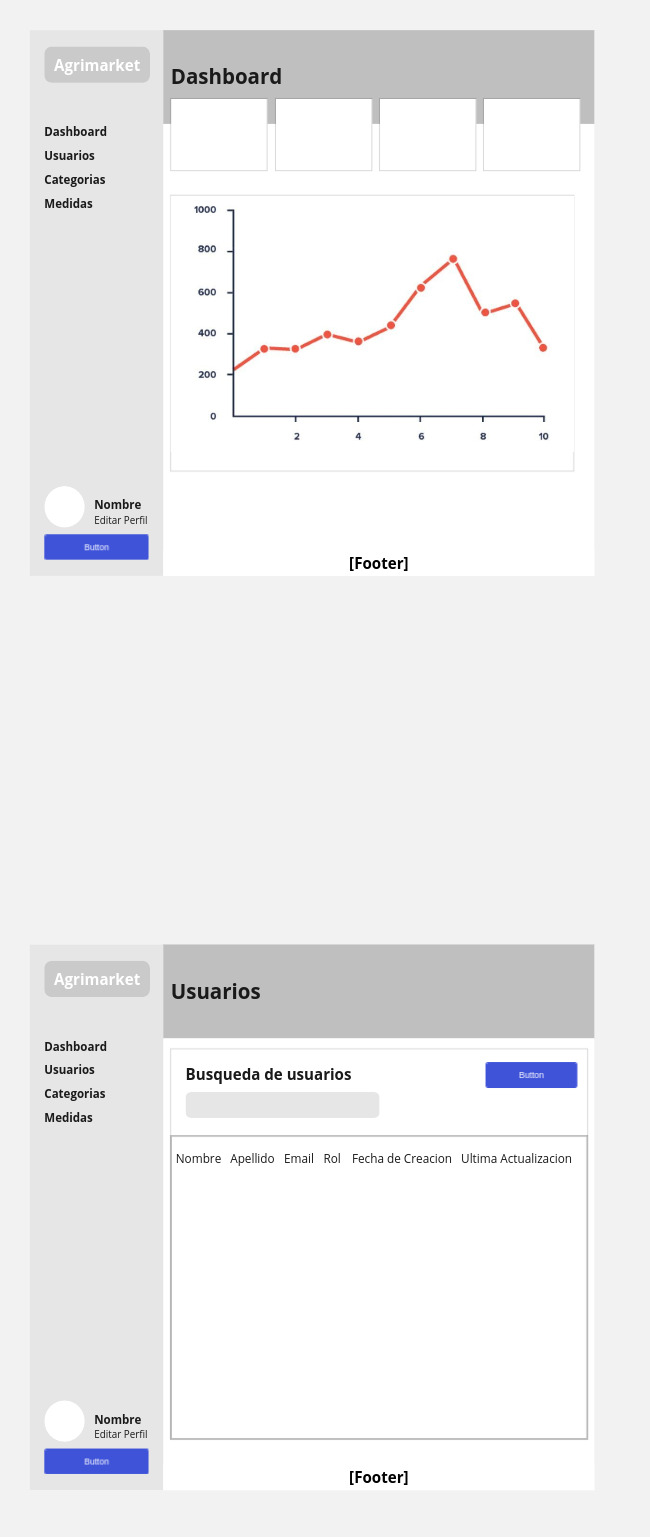 Agrimarket
Dashboard
Usuarios
Categorias
Medidas
Nombre
Editar Perfil
Button
Dashboard
1000
800
600
400
200
0
2 4 6 8 10
[Footer]
Agrimarket
Dashboard
Usuarios
Categorias
Medidas
Nombre
Editar Perfil
Button
Usuarios
Busqueda de usuarios
Button
Nombre Apellido Email Rol Fecha de Creacion Ultima Actualizacion
[Footer]